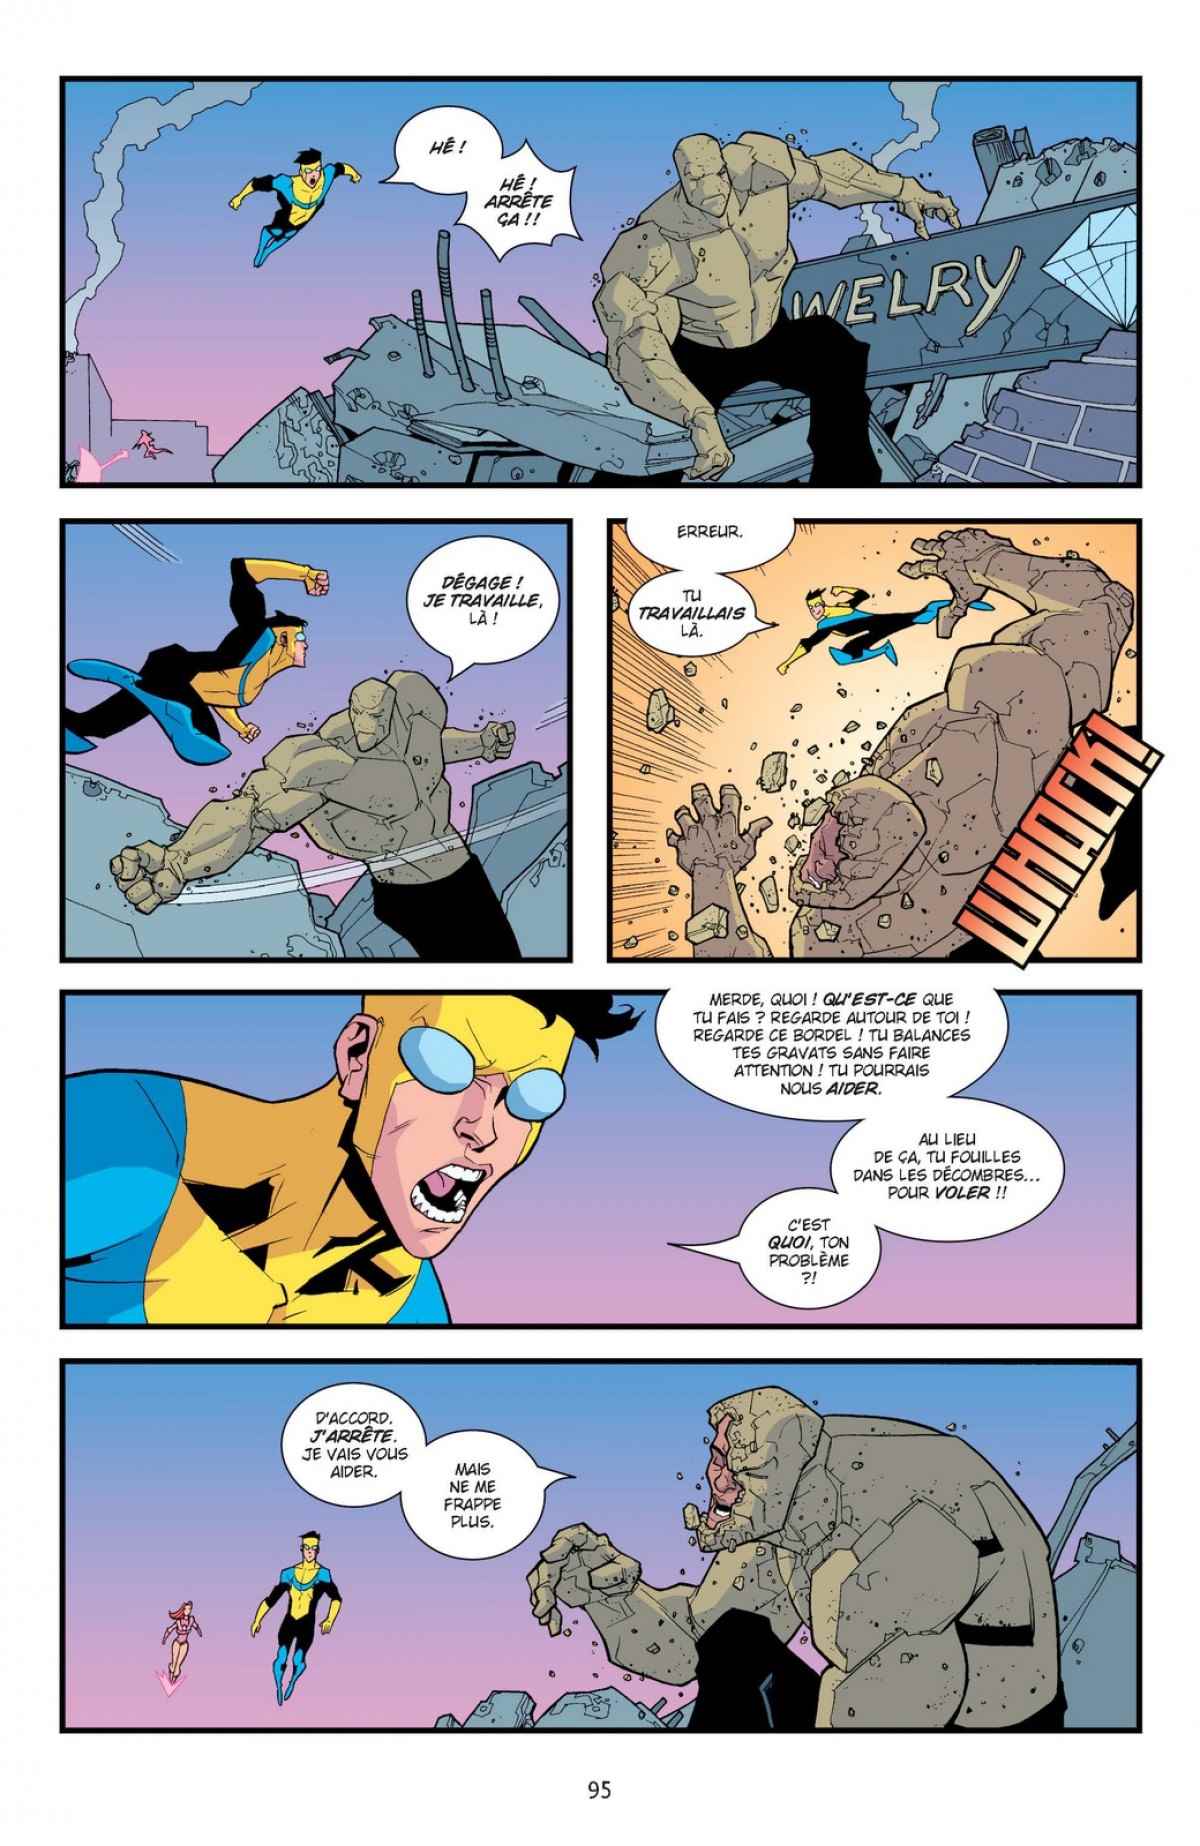 HÉ !
HÉ !
ARRÊTE
ÇA !!
WELRY
DÉGAGE !
JE TRAVAILLE,
LÀ !
ERREUR.
TU
TRAVAILLAIS
LÀ.
WHACK!
MERDE, QUOI ! QU'EST-CE QUE
TU FAIS ? REGARDE AUTOUR DE TOI !
REGARDE CE BORDEL ! TU BALANCES
TES GRAVATS SANS FAIRE
ATTENTION ! TU POURRAIS
NOUS AIDER.
AU LIEU
DE ÇA, TU FOUILLES
DANS LES DÉCOMBRES...
POUR VOLER !!
C'EST
QUOI, TON
PROBLÈME
?!
D'ACCORD.
J'ARRÊTE.
JE VAIS VOUS
AIDER.
MAIS
NE ME
FRAPPE
PLUS.
95